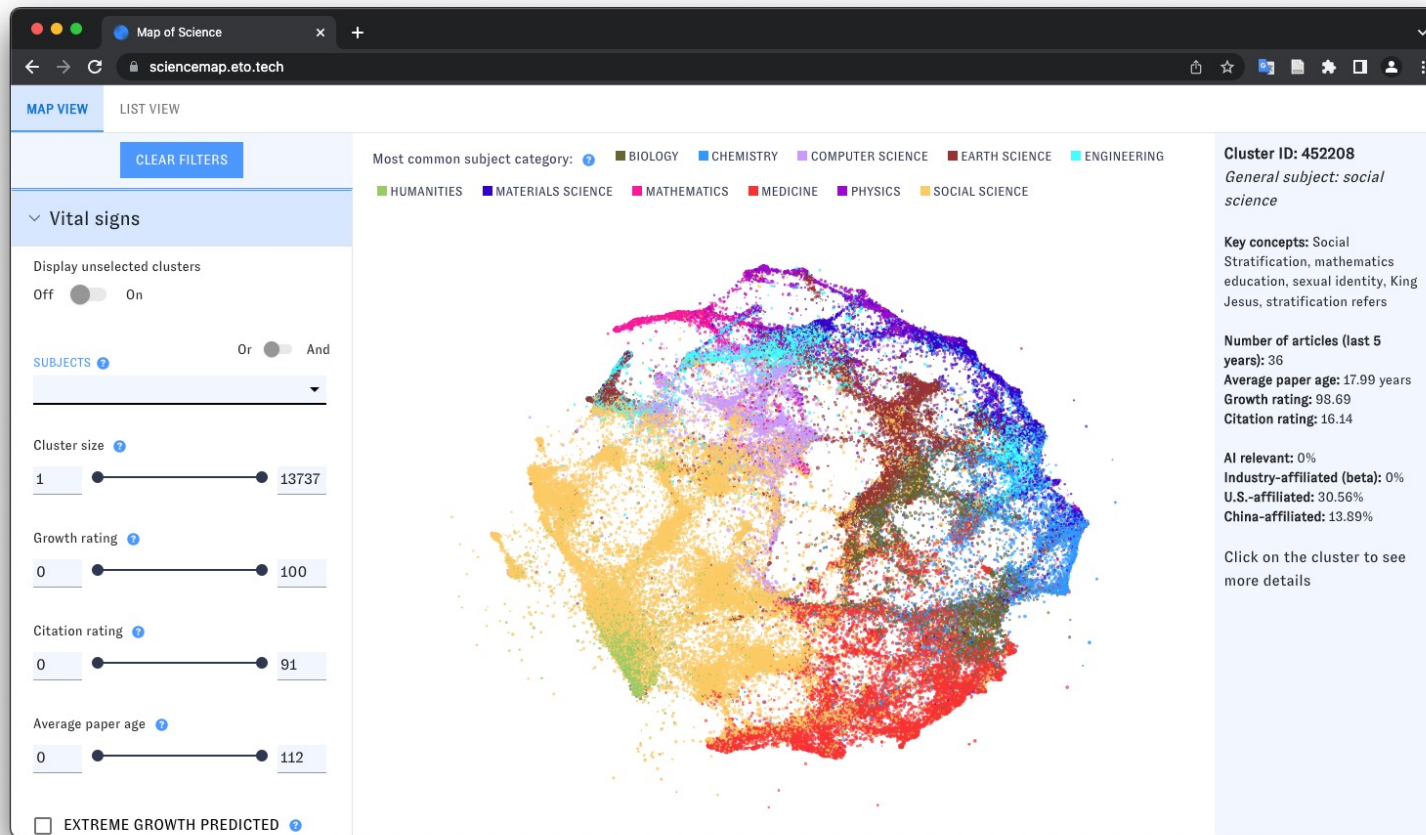 Map of Science
sciencemap.eto.tech
MAP VIEW
LIST VIEW
CLEAR FILTERS
Vital signs
Display unselected clusters
Off On
Or And
SUBJECTS
Cluster size
1 13737
Growth rating
0 100
Citation rating
0 91
Average paper age
0 112
EXTREME GROWTH PREDICTED
Most common subject category: BIOLOGY CHEMISTRY COMPUTER SCIENCE EARTH SCIENCE ENGINEERING
HUMANITIES MATERIALS SCIENCE MATHEMATICS MEDICINE PHYSICS SOCIAL SCIENCE
Cluster ID: 452208
General subject: social
science
Key concepts: Social
Stratification, mathematics
education, sexual identity, King
Jesus, stratification refers
Number of articles (last 5
years): 36
Average paper age: 17.99 years
Growth rating: 98.69
Citation rating: 16.14
AI relevant: 0%
Industry-affiliated (beta): 0%
U.S.-affiliated: 30.56%
China-affiliated: 13.89%
Click on the cluster to see
more details